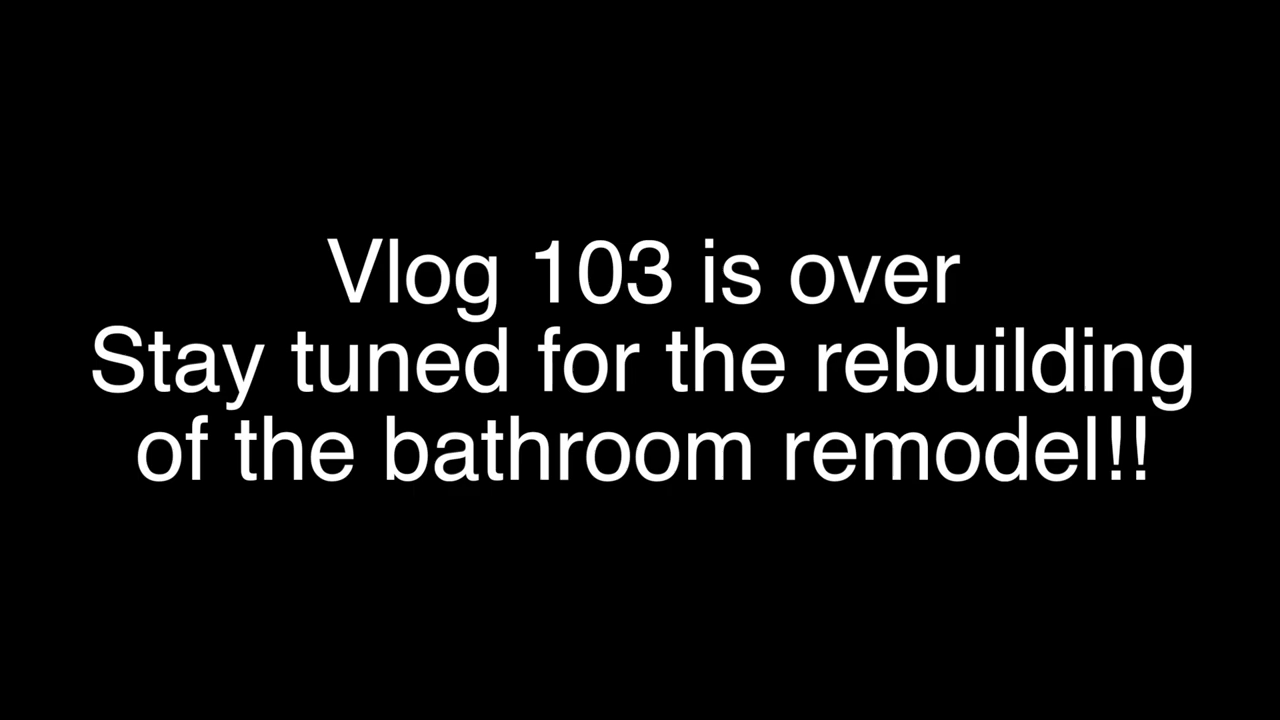 Vlog 103 is over
Stay tuned for the rebuilding
of the bathroom remodel!!